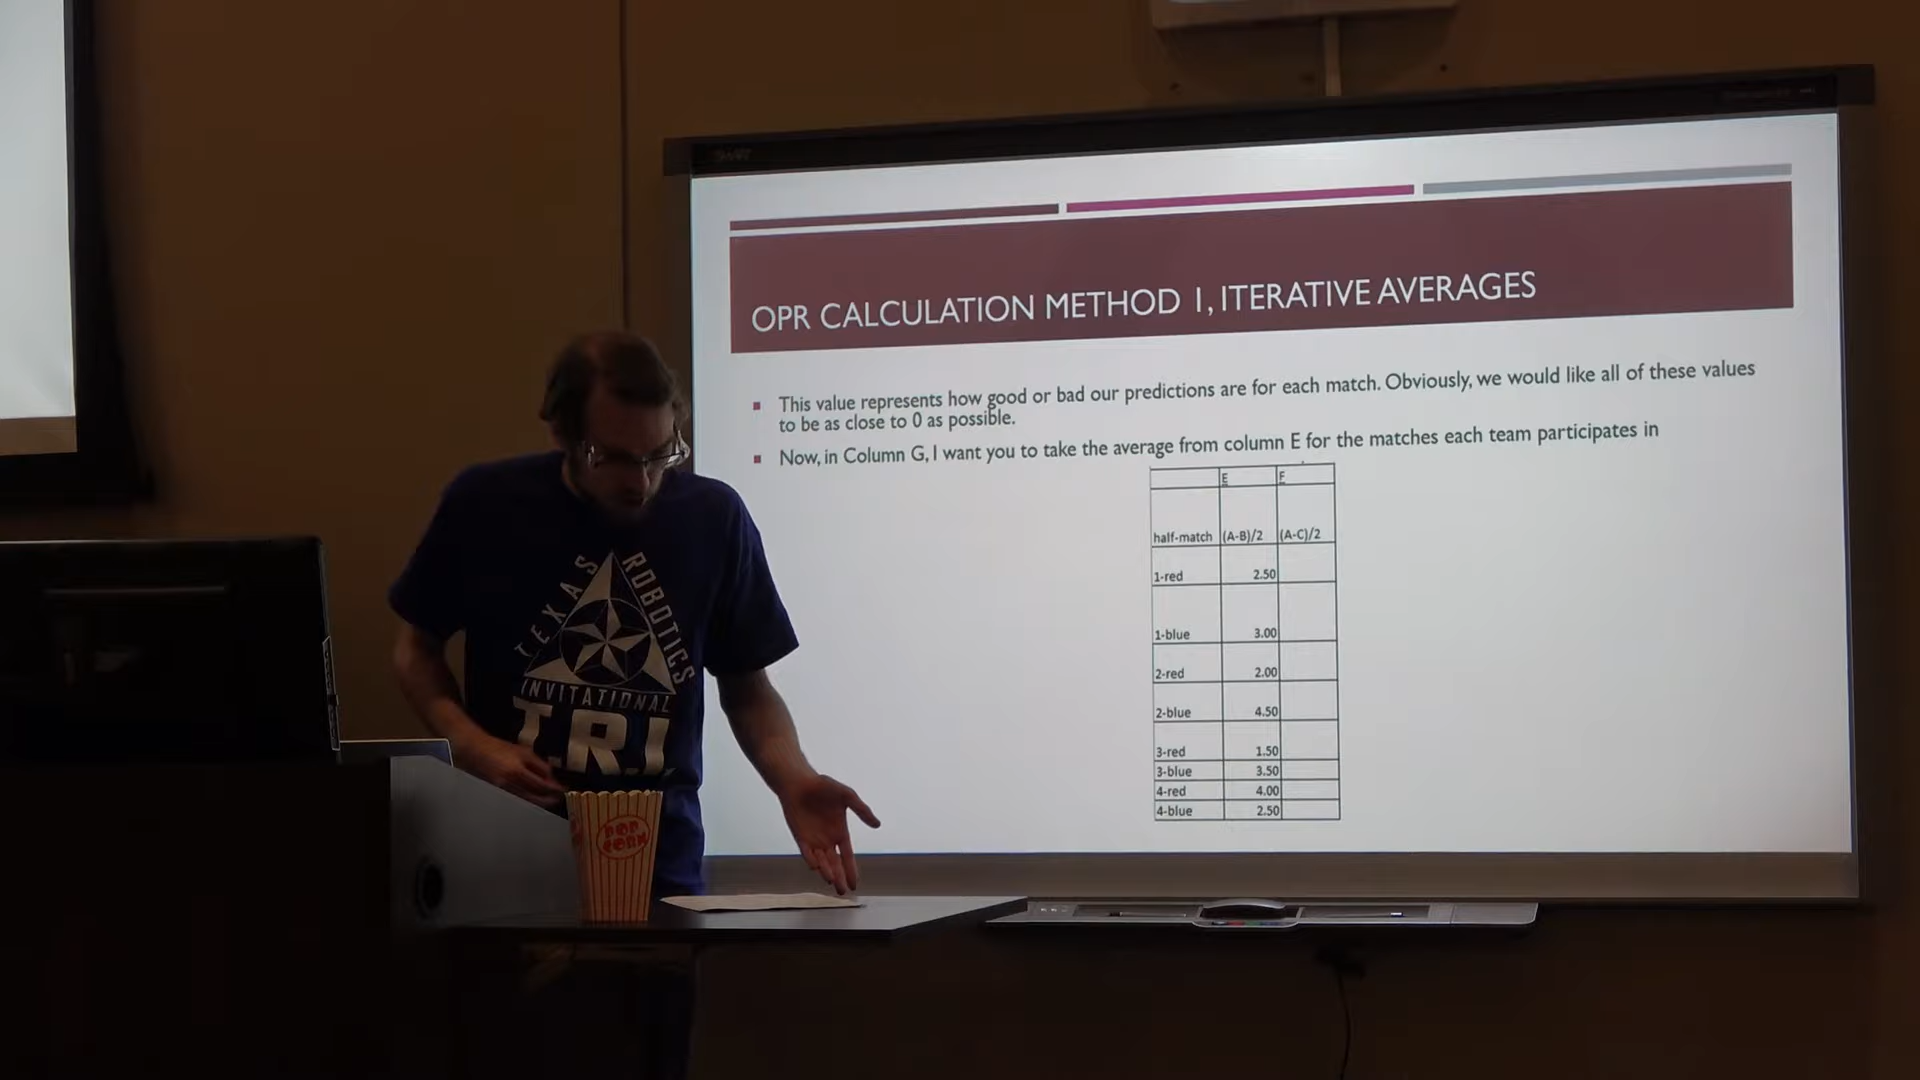 SMART
OPR CALCULATION METHOD 1, ITERATIVE AVERAGES
This value represents how good or bad our predictions are for each match. Obviously, we would like all of these values
to be as close to 0 as possible.
Now, in Column G, I want you to take the average from column E for the matches each team participates in
E F
half-match (A-B)/2 (A-C)/2
1-red 2.50
1-blue 3.00
2-red 2.00
2-blue 4.50
3-red 1.50
3-blue 3.50
4-red 4.00
4-blue 2.50
TEXAS ROBOTICS
INVITATIONAL
T.R.I.
POP
CORN